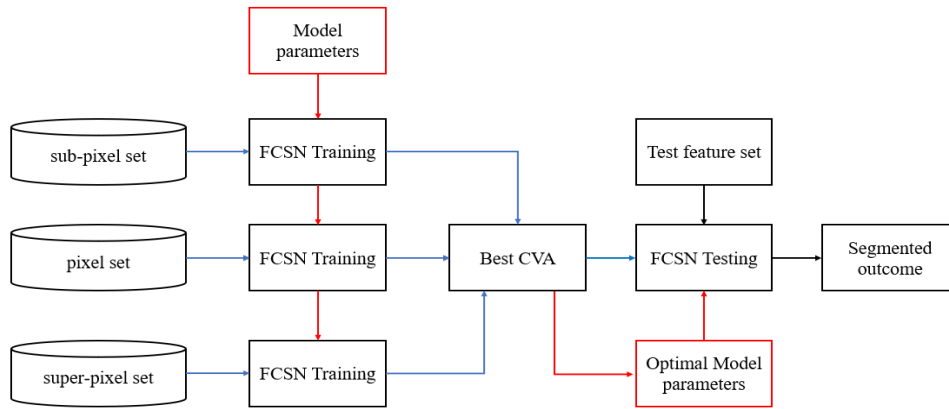 Model
parameters
sub-pixel set
FCSN Training
Test feature set
pixel set
FCSN Training
Best CVA
FCSN Testing
Segmented
outcome
super-pixel set
FCSN Training
Optimal Model
parameters